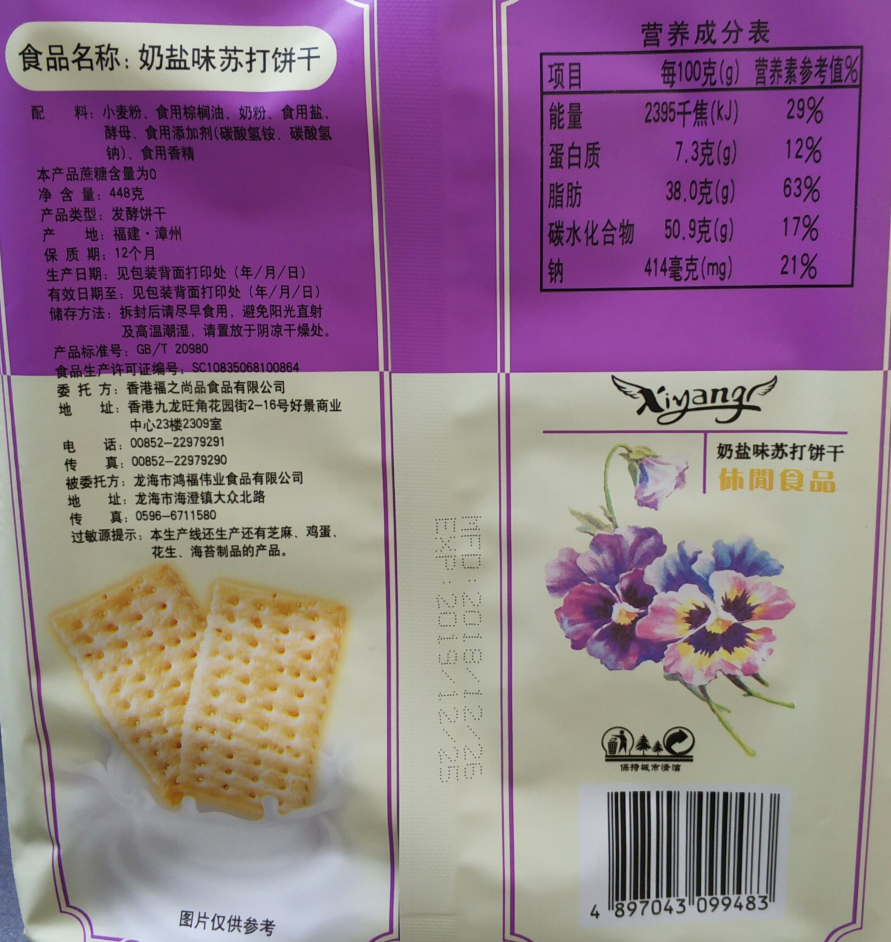 食品名称：奶盐味苏打饼干
配 料：小麦粉、食用棕榈油、奶粉、食用盐、
酵母、食用添加剂(碳酸氢铵、碳酸氢
钠)、食用香精
本产品蔗糖含量为0
净含量：448克
产品类型：发酵饼干
产 地：福建·漳州
保质期：12个月
生产日期：见包装背面打印处（年/月/日）
有效日期至：见包装背面打印处（年/月/日）
储存方法：拆封后请尽早食用，避免阳光直射
及高温潮湿，请置放于阴凉干燥处。
产品标准号：GB/T 20980
食品生产许可证编号：SC10835068100864
委托方：香港福之尚品食品有限公司
地 址：香港九龙旺角花园街2-16号好景商业
中心23楼2309室
电 话：00852-22979291
传 真：00852-22979290
被委托方：龙海市鸿福伟业食品有限公司
地 址：龙海市海澄镇大众北路
传 真：0596-6711580
过敏源提示：本生产线还生产还有芝麻、鸡蛋、
花生、海苔制品的产品。
图片仅供参考
MFD:2018/12/26
EXP:2019/12/25
营养成分表
项目 每100克(g) 营养素参考值%
能量 2395千焦(kJ) 29%
蛋白质 7.3克(g) 12%
脂肪 38.0克(g) 63%
碳水化合物 50.9克(g) 17%
钠 414毫克(mg) 21%
Xiyang
奶盐味苏打饼干
休閒食品
保持城市清洁
4 897043 099483